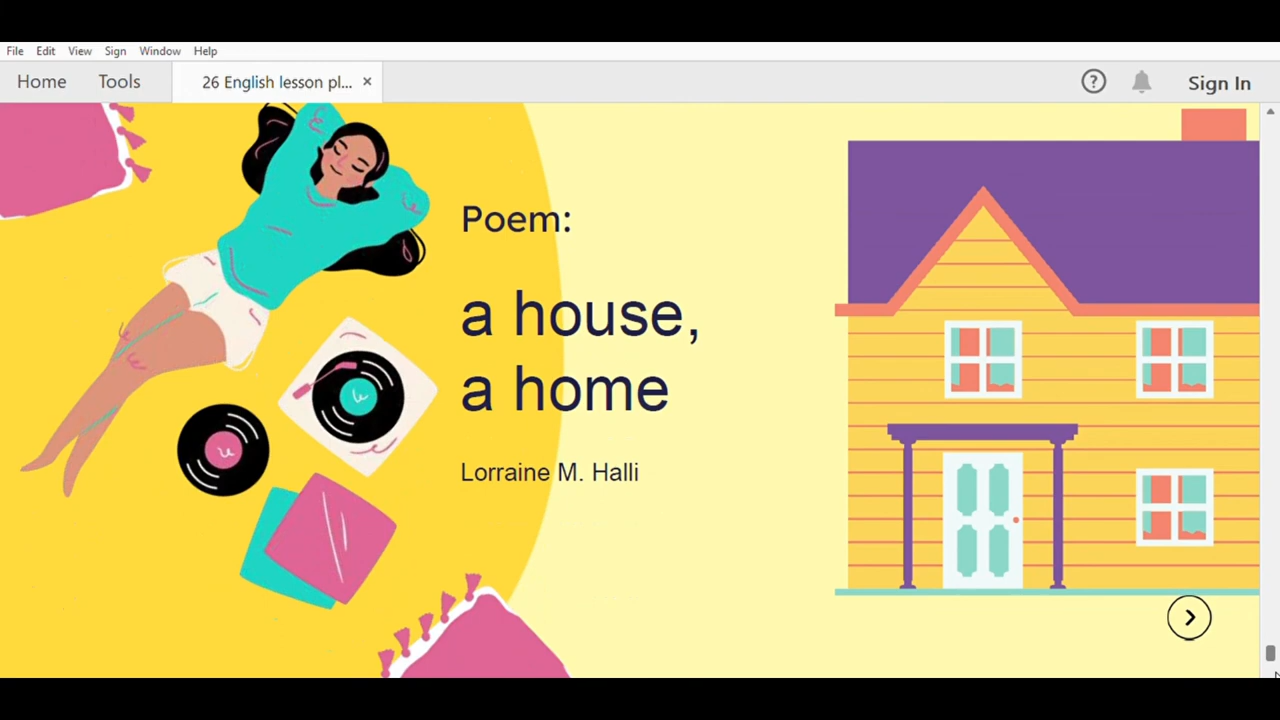 File Edit View Sign Window Help
Home Tools 26 English lesson pl... × ? Sign In
Poem:
a house,
a home
Lorraine M. Halli